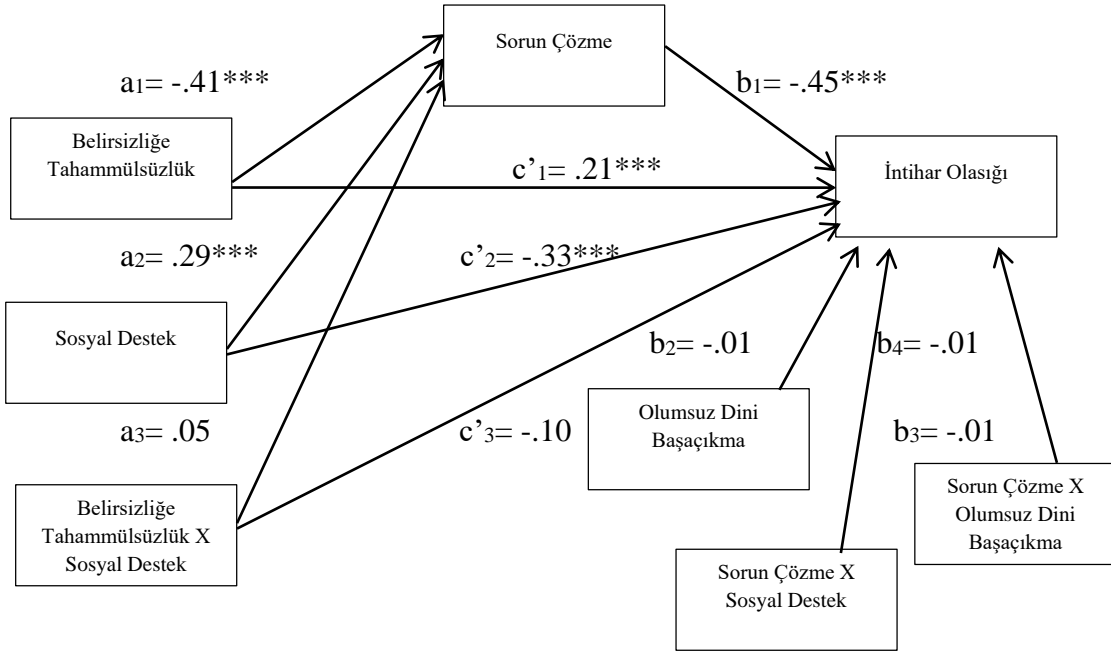 Sorun Çözme
a1= -.41***
b1= -.45***
Belirsizliğe
Tahammülsüzlük
c’1= .21***
İntihar Olasığı
a2= .29***
c’2= -.33***
Sosyal Destek
b2= -.01
b4= -.01
a3= .05
c’3= -.10
Olumsuz Dini
Başaçıkma
b3= -.01
Belirsizliğe
Tahammülsüzlük X
Sosyal Destek
Sorun Çözme X
Olumsuz Dini
Başaçıkma
Sorun Çözme X
Sosyal Destek